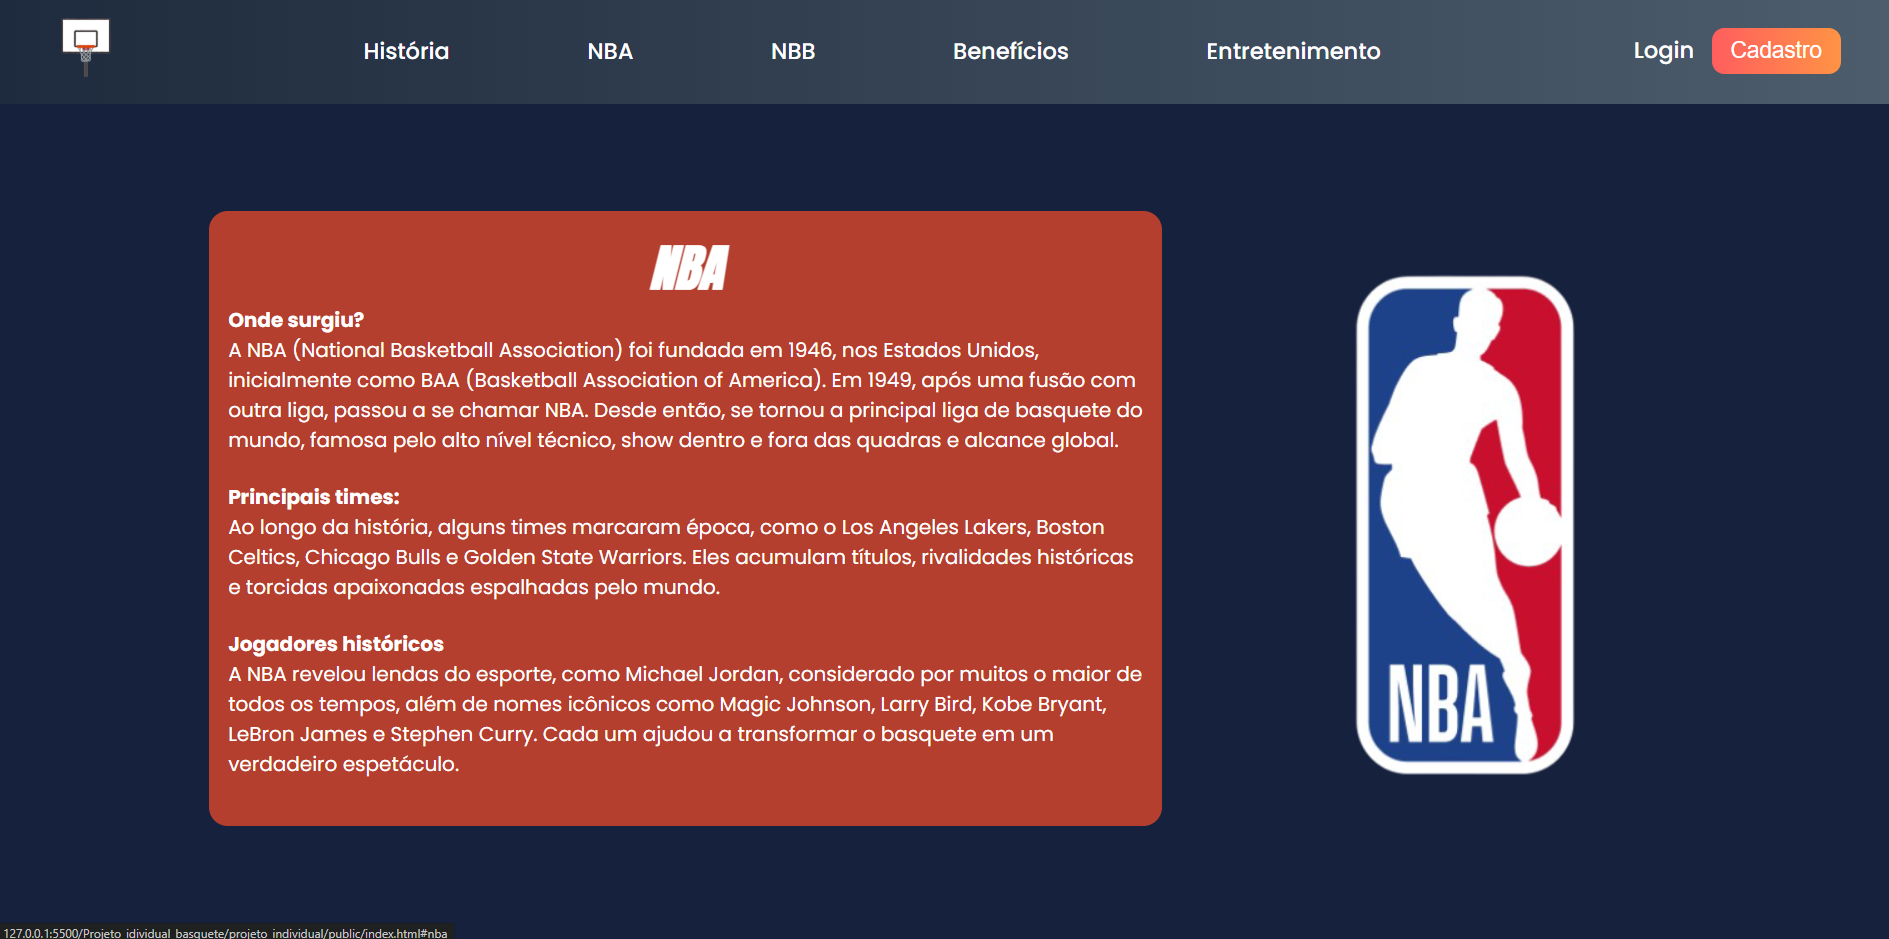 História
NBA
NBB
Benefícios
Entretenimento
Login
Cadastro
NBA
Onde surgiu?
A NBA (National Basketball Association) foi fundada em 1946, nos Estados Unidos,
inicialmente como BAA (Basketball Association of America). Em 1949, após uma fusão com
outra liga, passou a se chamar NBA. Desde então, se tornou a principal liga de basquete do
mundo, famosa pelo alto nível técnico, show dentro e fora das quadras e alcance global.
Principais times:
Ao longo da história, alguns times marcaram época, como o Los Angeles Lakers, Boston
Celtics, Chicago Bulls e Golden State Warriors. Eles acumulam títulos, rivalidades históricas
e torcidas apaixonadas espalhadas pelo mundo.
Jogadores históricos
A NBA revelou lendas do esporte, como Michael Jordan, considerado por muitos o maior de
todos os tempos, além de nomes icônicos como Magic Johnson, Larry Bird, Kobe Bryant,
LeBron James e Stephen Curry. Cada um ajudou a transformar o basquete em um
verdadeiro espetáculo.
NBA
127.0.0.1:5500/Projeto_idividual_basquete/projeto_individual/public/index.html#nba